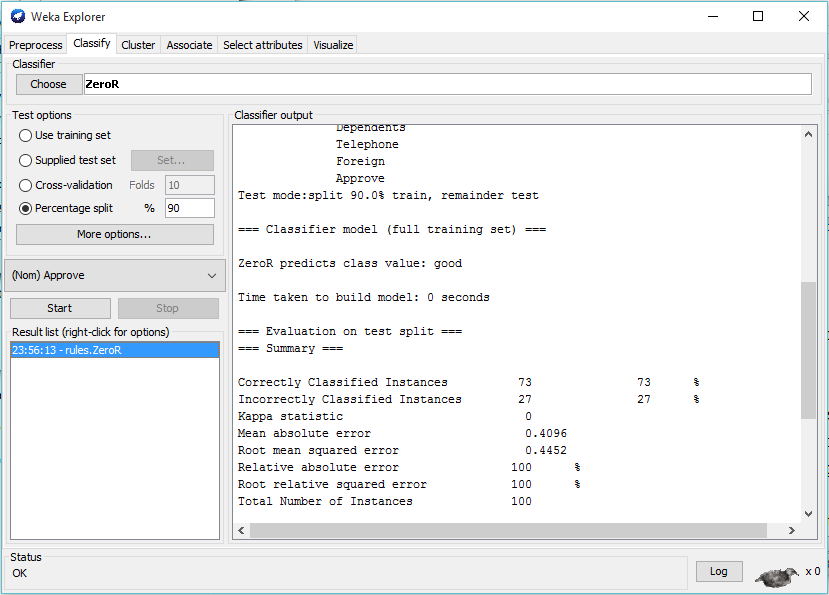 Weka Explorer
Preprocess Classify Cluster Associate Select attributes Visualize
Classifier
Choose ZeroR
Test options
Use training set
Supplied test set Set...
Cross-validation Folds 10
Percentage split % 90
More options...
(Nom) Approve
Start Stop
Result list (right-click for options)
23:56:13 - rules.ZeroR
Classifier output
Dependents
Telephone
Foreign
Approve
Test mode:split 90.0% train, remainder test
=== Classifier model (full training set) ===
ZeroR predicts class value: good
Time taken to build model: 0 seconds
=== Evaluation on test split ===
=== Summary ===
Correctly Classified Instances 73 73 %
Incorrectly Classified Instances 27 27 %
Kappa statistic 0
Mean absolute error 0.4096
Root mean squared error 0.4452
Relative absolute error 100 %
Root relative squared error 100 %
Total Number of Instances 100
Status
OK
Log x 0